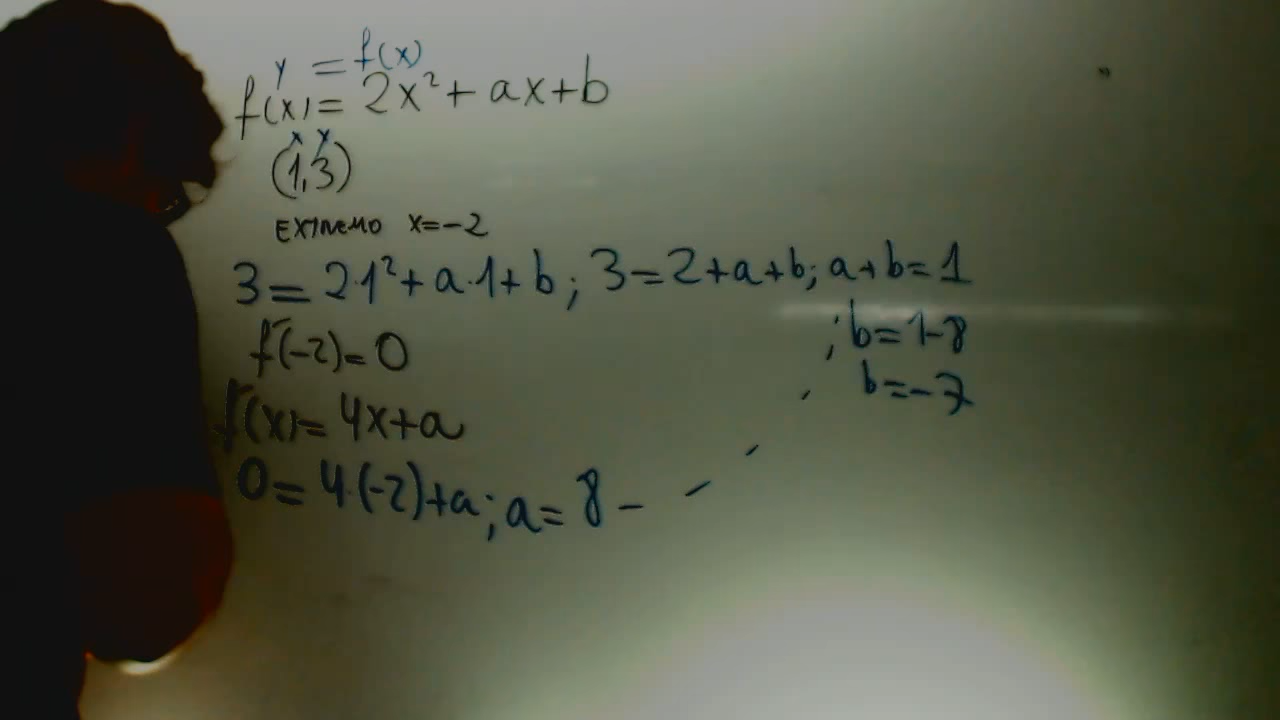 y = f(x)
f(x) = 2x² + ax + b
x y
(1,3)
EXTREMO x=-2
3 = 2·1² + a·1 + b ; 3 = 2 + a + b ; a + b = 1
f'(-2) = 0
; b = 1-8
b = -7
f'(x) = 4x + a
0 = 4·(-2) + a ; a = 8